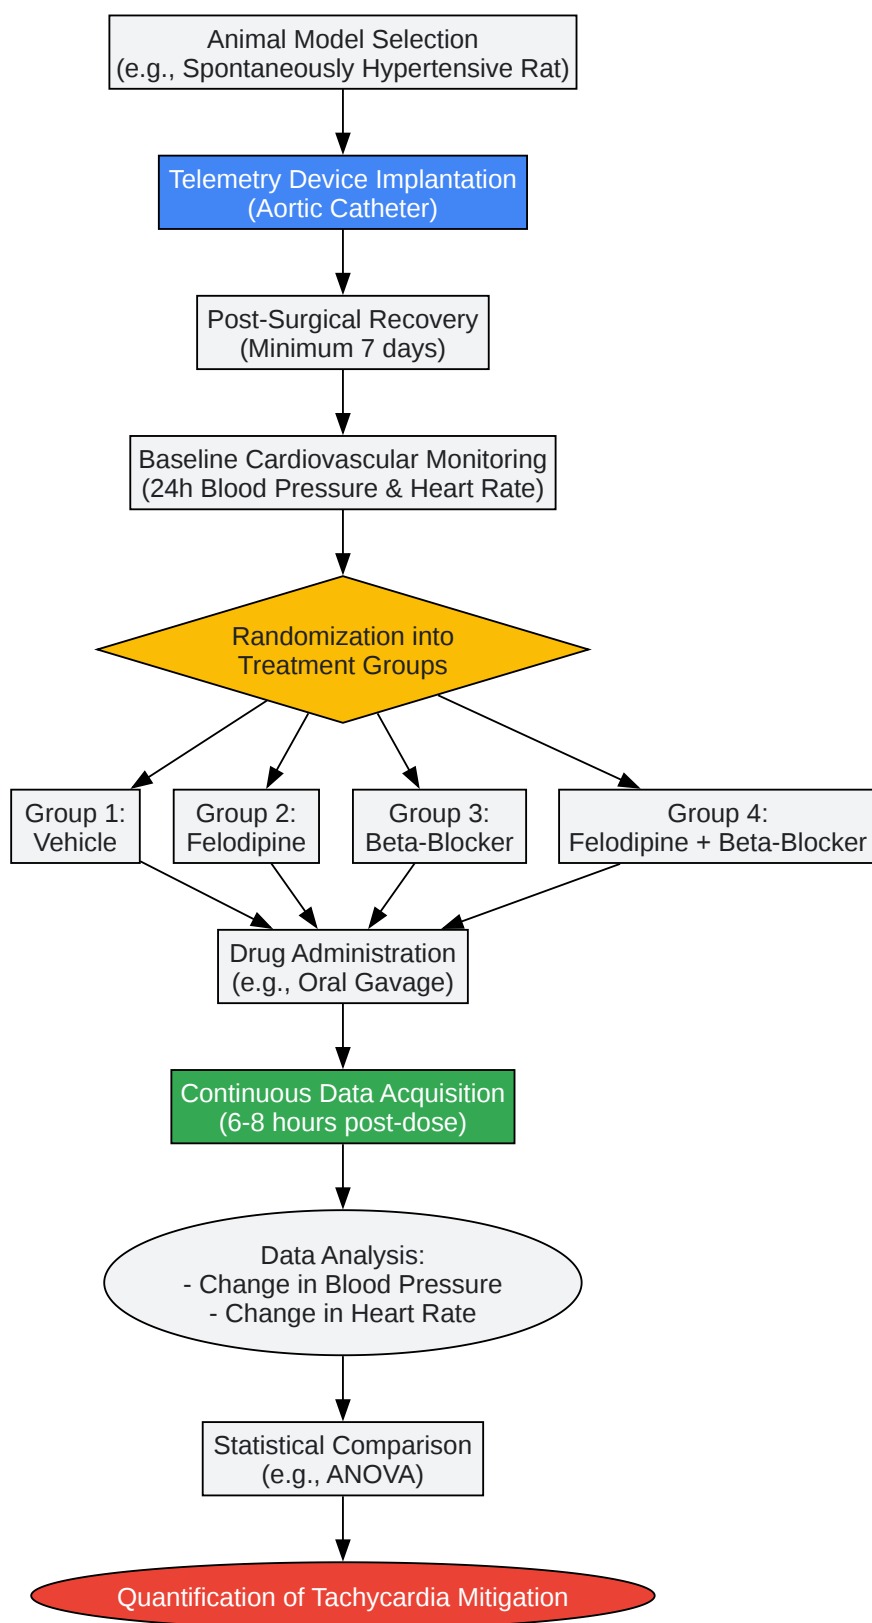 Animal Model Selection
(e.g., Spontaneously Hypertensive Rat)
Telemetry Device Implantation
(Aortic Catheter)
Post-Surgical Recovery
(Minimum 7 days)
Baseline Cardiovascular Monitoring
(24h Blood Pressure & Heart Rate)
Randomization into
Treatment Groups
Group 1:
Vehicle
Group 2:
Felodipine
Group 3:
Beta-Blocker
Group 4:
Felodipine + Beta-Blocker
Drug Administration
(e.g., Oral Gavage)
Continuous Data Acquisition
(6-8 hours post-dose)
Data Analysis:
- Change in Blood Pressure
- Change in Heart Rate
Statistical Comparison
(e.g., ANOVA)
Quantification of Tachycardia Mitigation